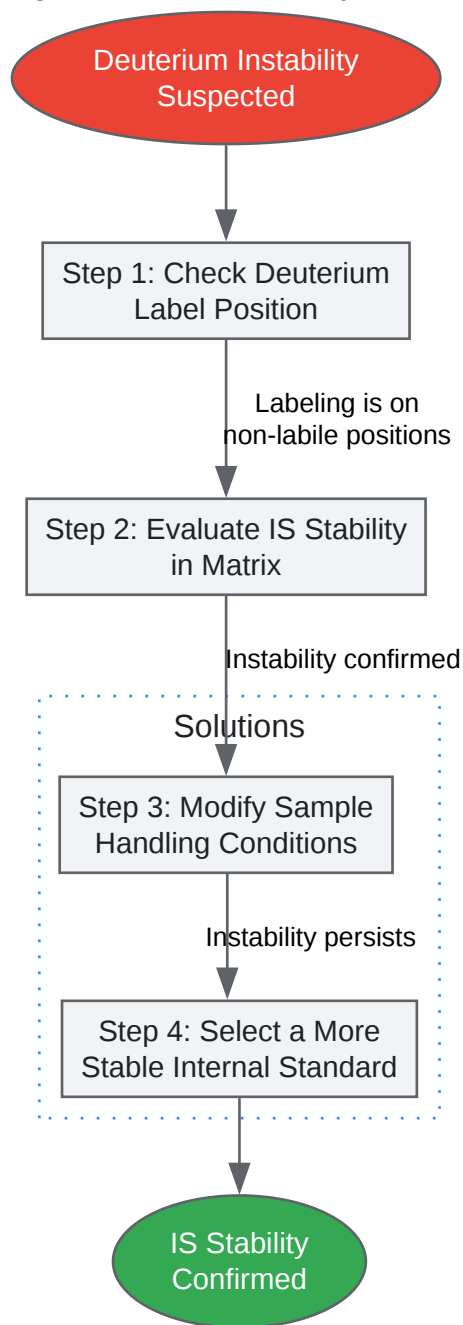 Deuterium Instability
Suspected
Step 1: Check Deuterium
Label Position
Labeling is on
non-labile positions
Step 2: Evaluate IS Stability
in Matrix
Instability confirmed
Solutions
Step 3: Modify Sample
Handling Conditions
Instability persists
Step 4: Select a More
Stable Internal Standard
IS Stability
Confirmed